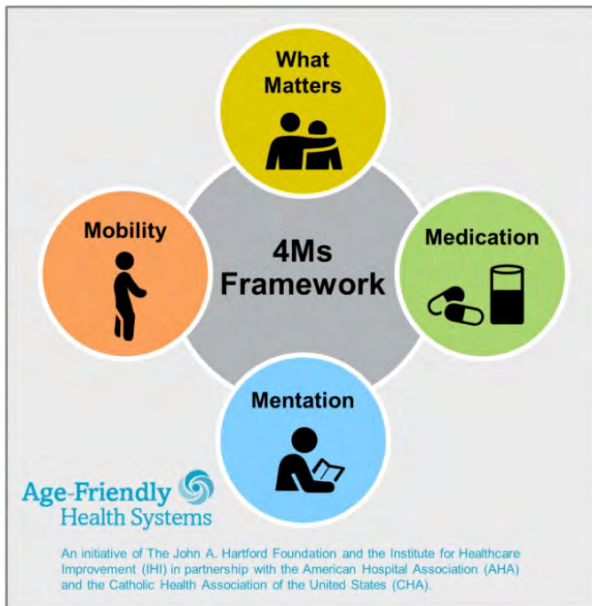 What
Matters
Mobility
4Ms
Framework
Medication
Mentation
Age-Friendly
Health Systems
An initiative of The John A. Hartford Foundation and the Institute for Healthcare
Improvement (IHI) in partnership with the American Hospital Association (AHA)
and the Catholic Health Association of the United States (CHA).